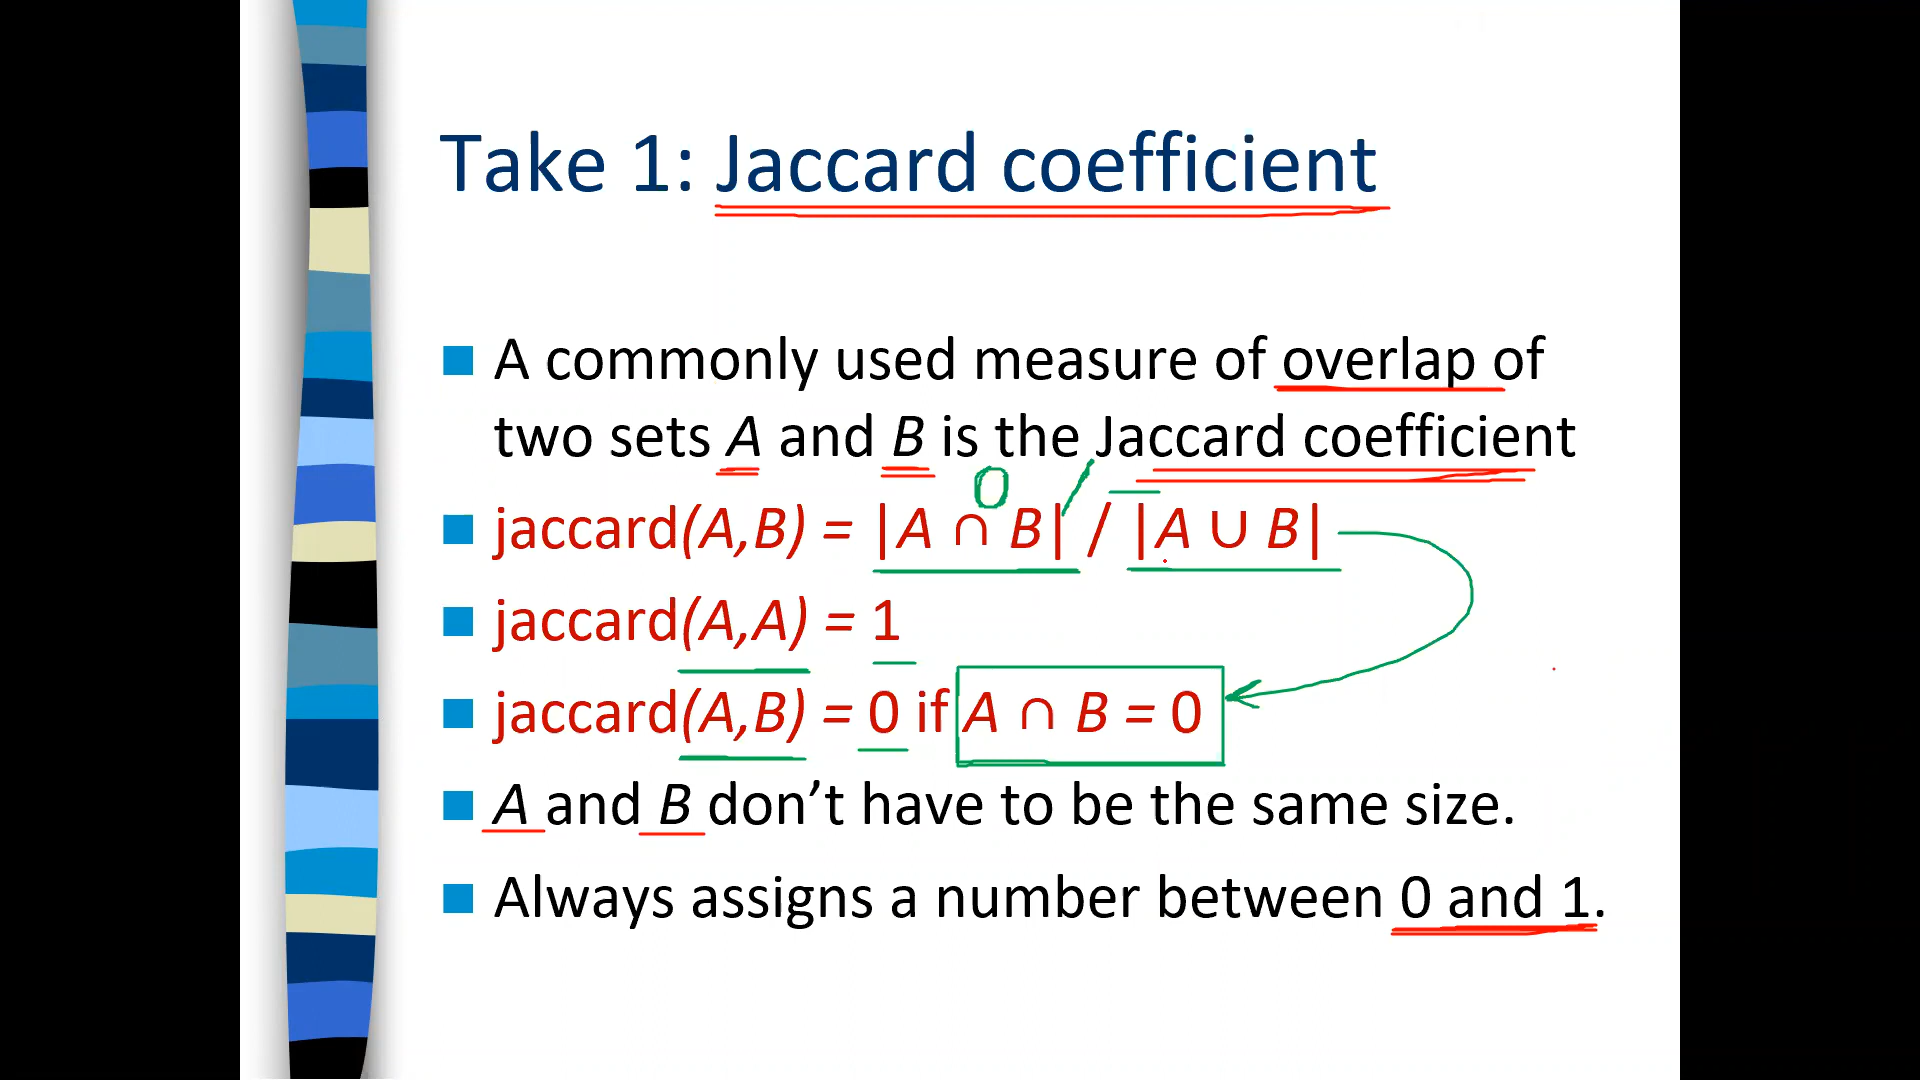 Take 1: Jaccard coefficient
A commonly used measure of overlap of
two sets A and B is the Jaccard coefficient
0 / 
jaccard(A,B) = |A ∩ B| / |A ∪ B|
jaccard(A,A) = 1
jaccard(A,B) = 0 if A ∩ B = 0
A and B don’t have to be the same size.
Always assigns a number between 0 and 1.